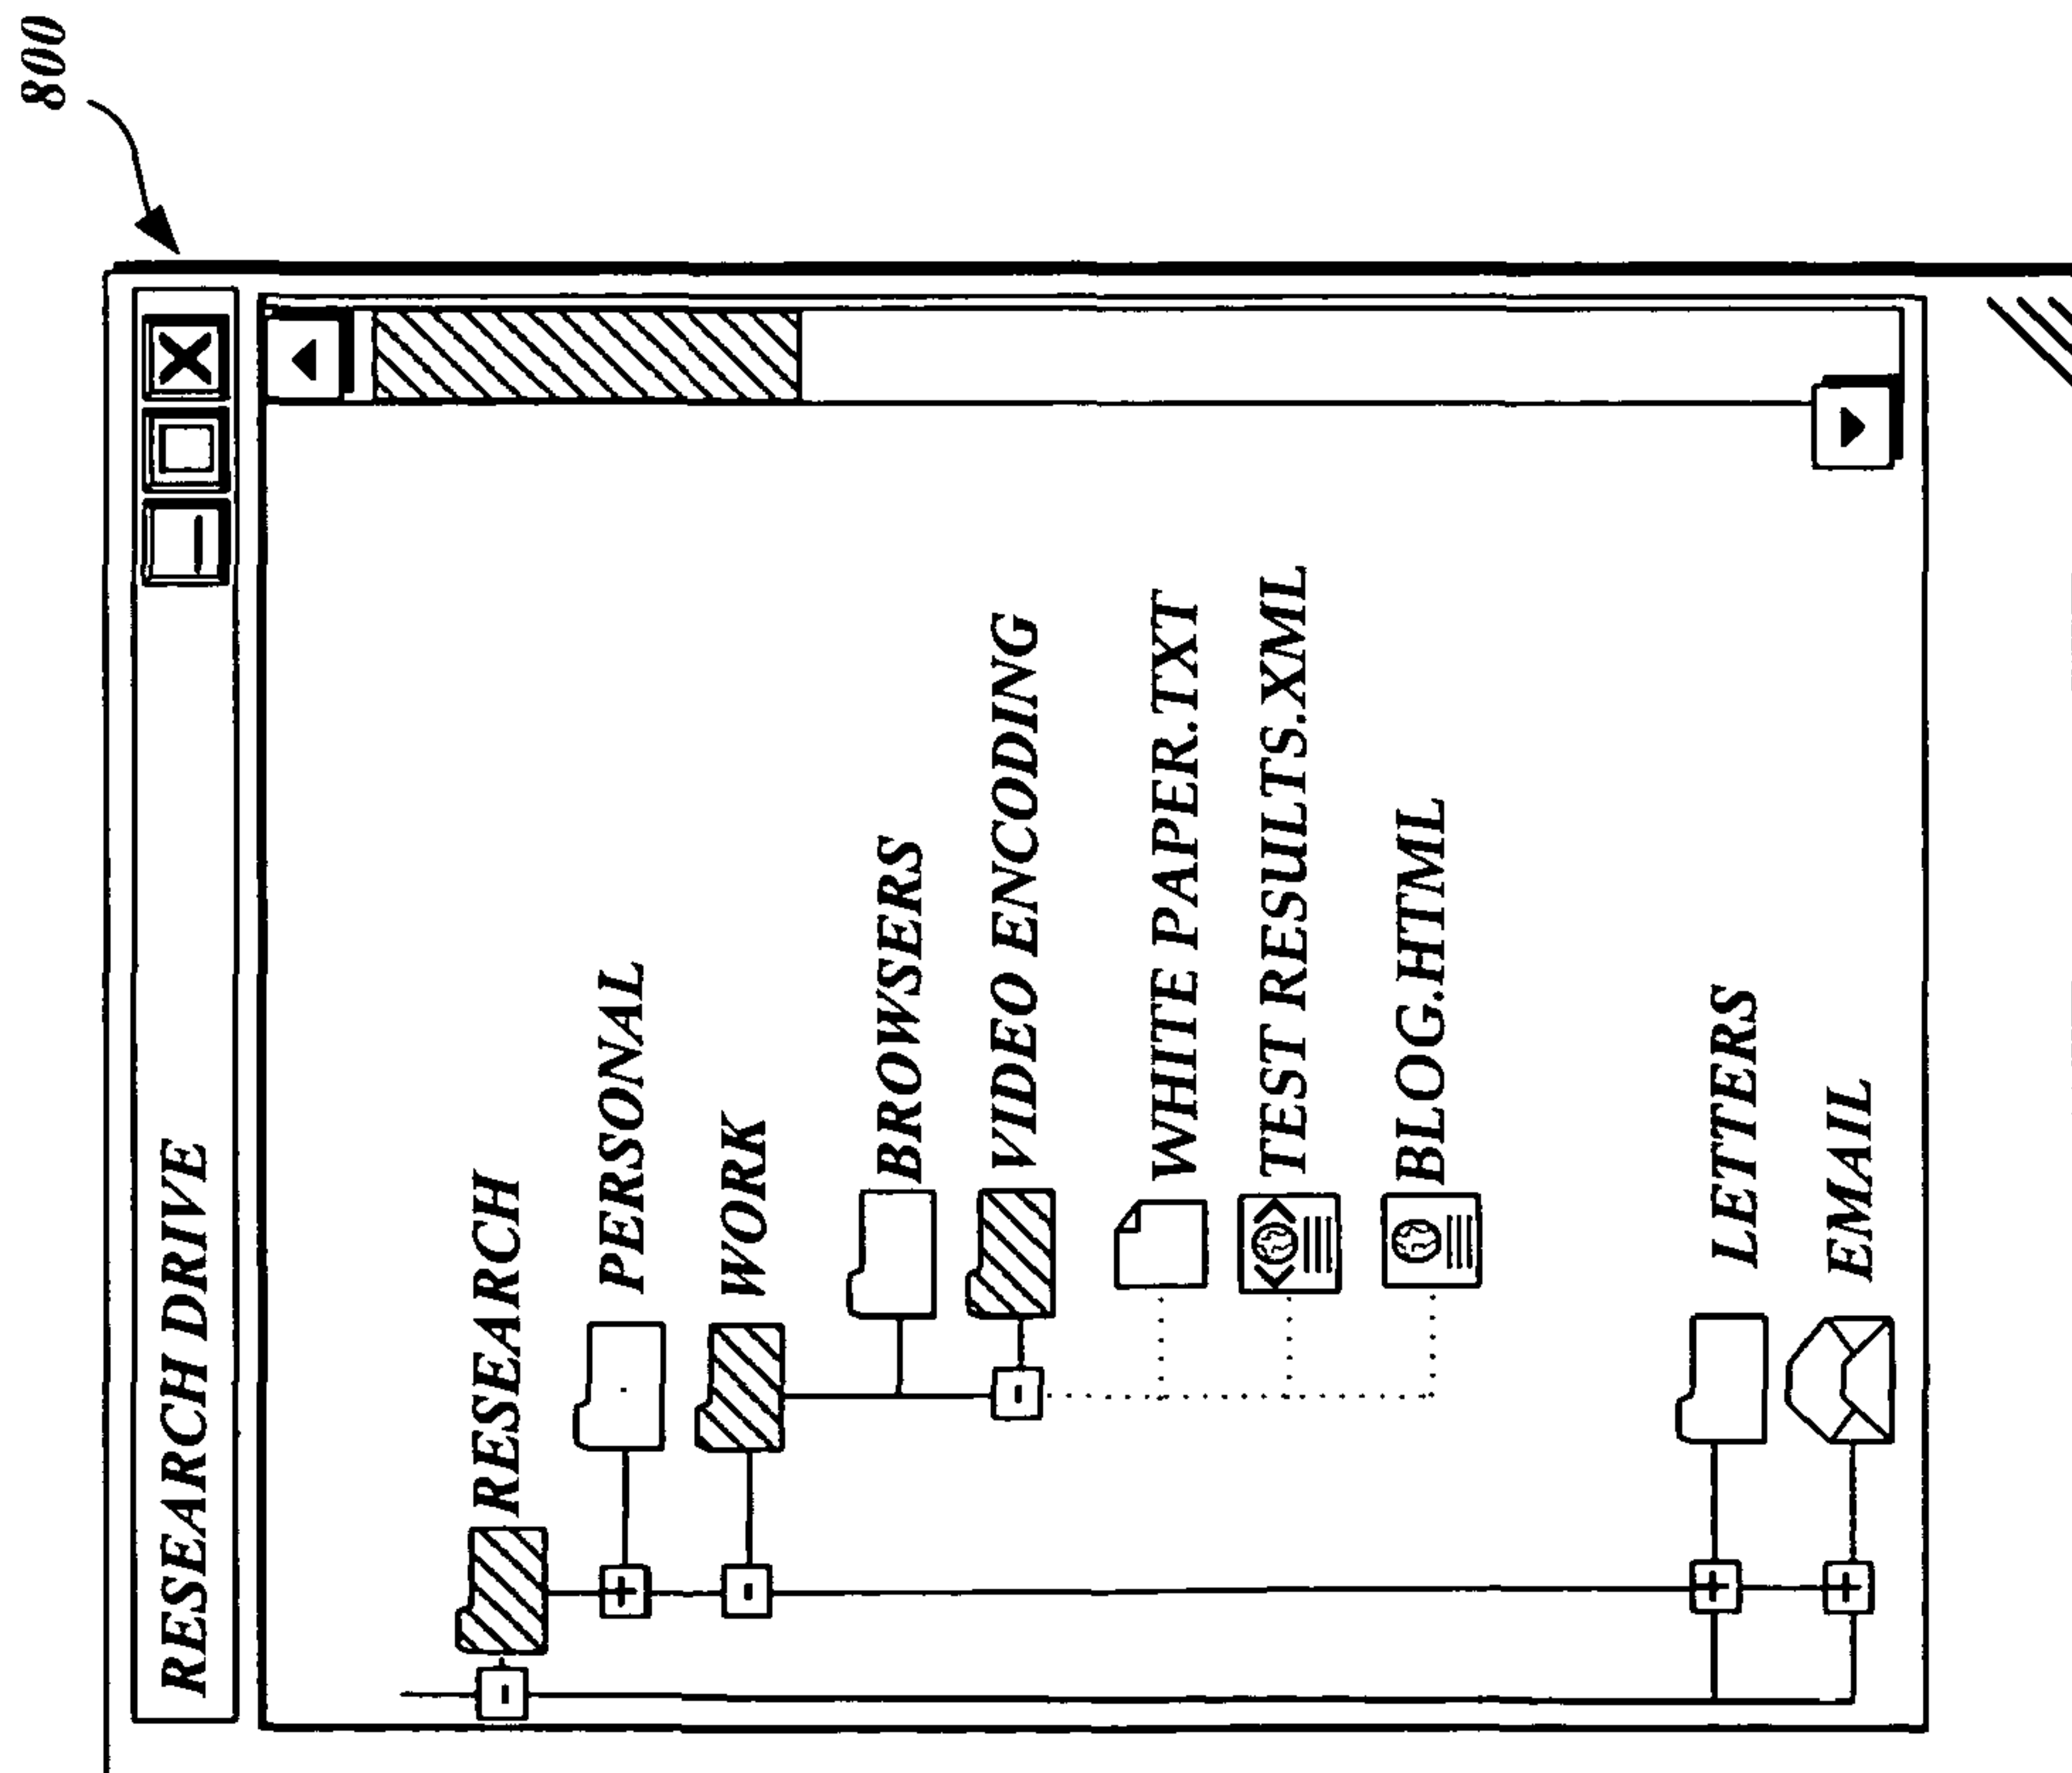 800
RESEARCH DRIVE
RESEARCH
PERSONAL
WORK
BROWSERS
VIDEO ENCODING
WHITE PAPER.TXT
TEST RESULTS.XML
BLOG.HTML
LETTERS
EMAIL